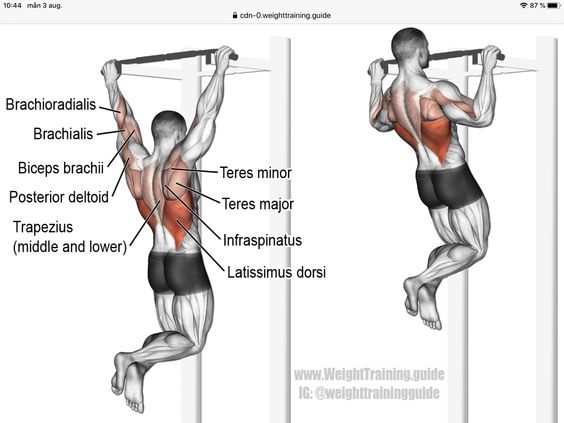 10:44 mån 3 aug. 87 %
cdn-0.weighttraining.guide
Brachioradialis
Brachialis
Biceps brachii
Posterior deltoid
Trapezius
(middle and lower)
Teres minor
Teres major
Infraspinatus
Latissimus dorsi
www.WeightTraining.guide
IG: @weighttrainingguide